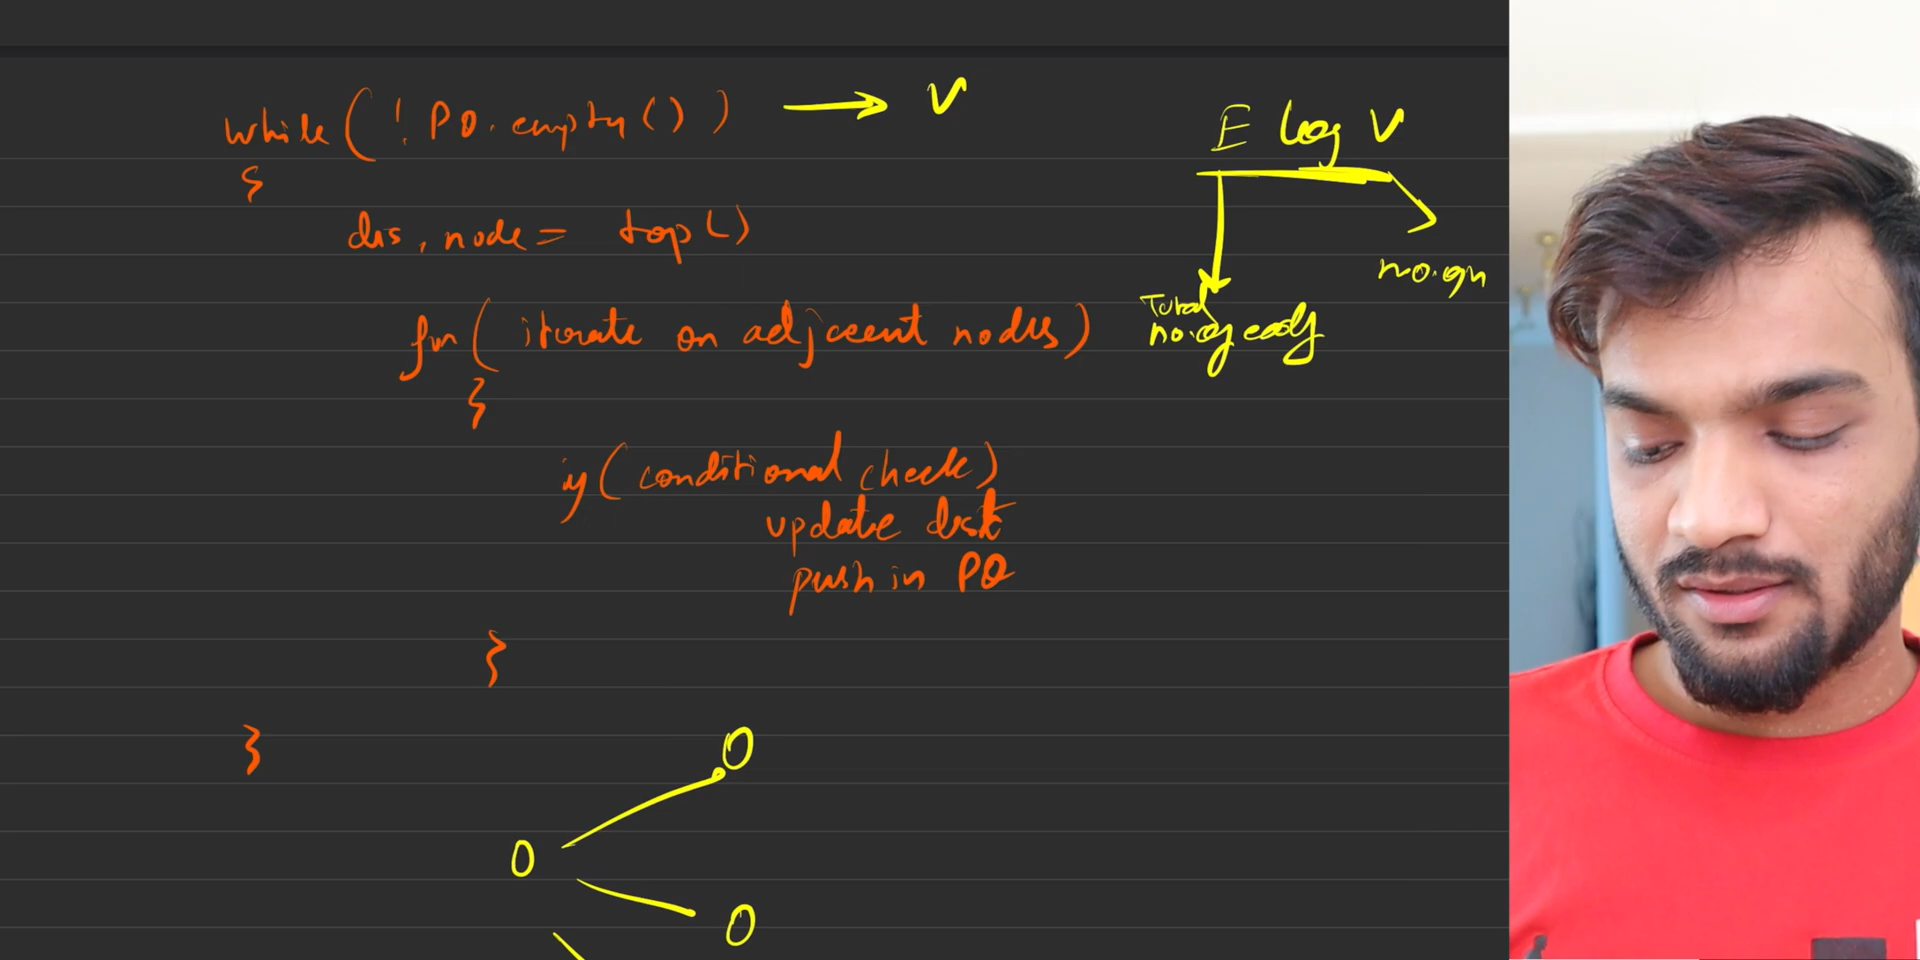 while ( ! PQ.empty() ) → V
{
dis, node = top()
for ( iterate on adjacent nodes )
{
if ( conditional check )
update dist
push in PQ
}
}
E log V
Total
no. of
no. of
O
O
O